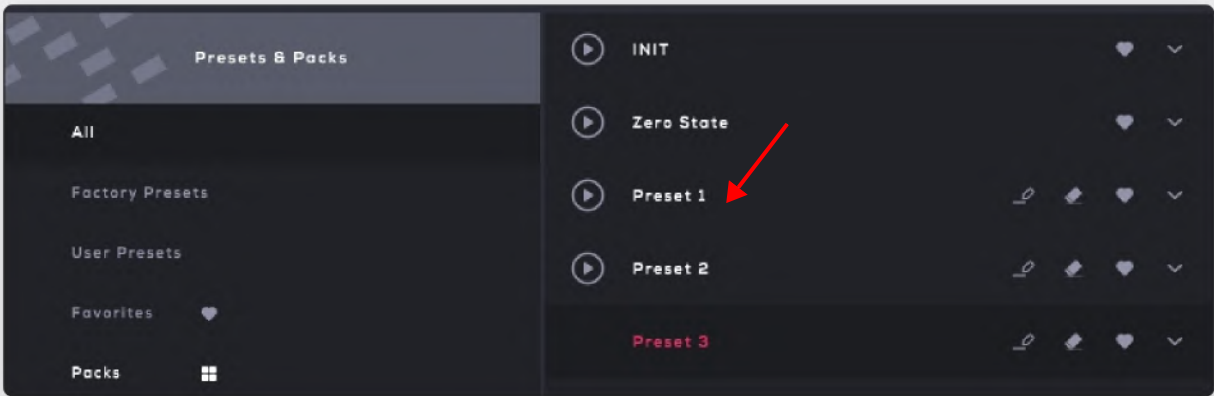 Presets & Packs
All
Factory Presets
User Presets
Favorites
Packs
INIT
Zero State
Preset 1
Preset 2
Preset 3